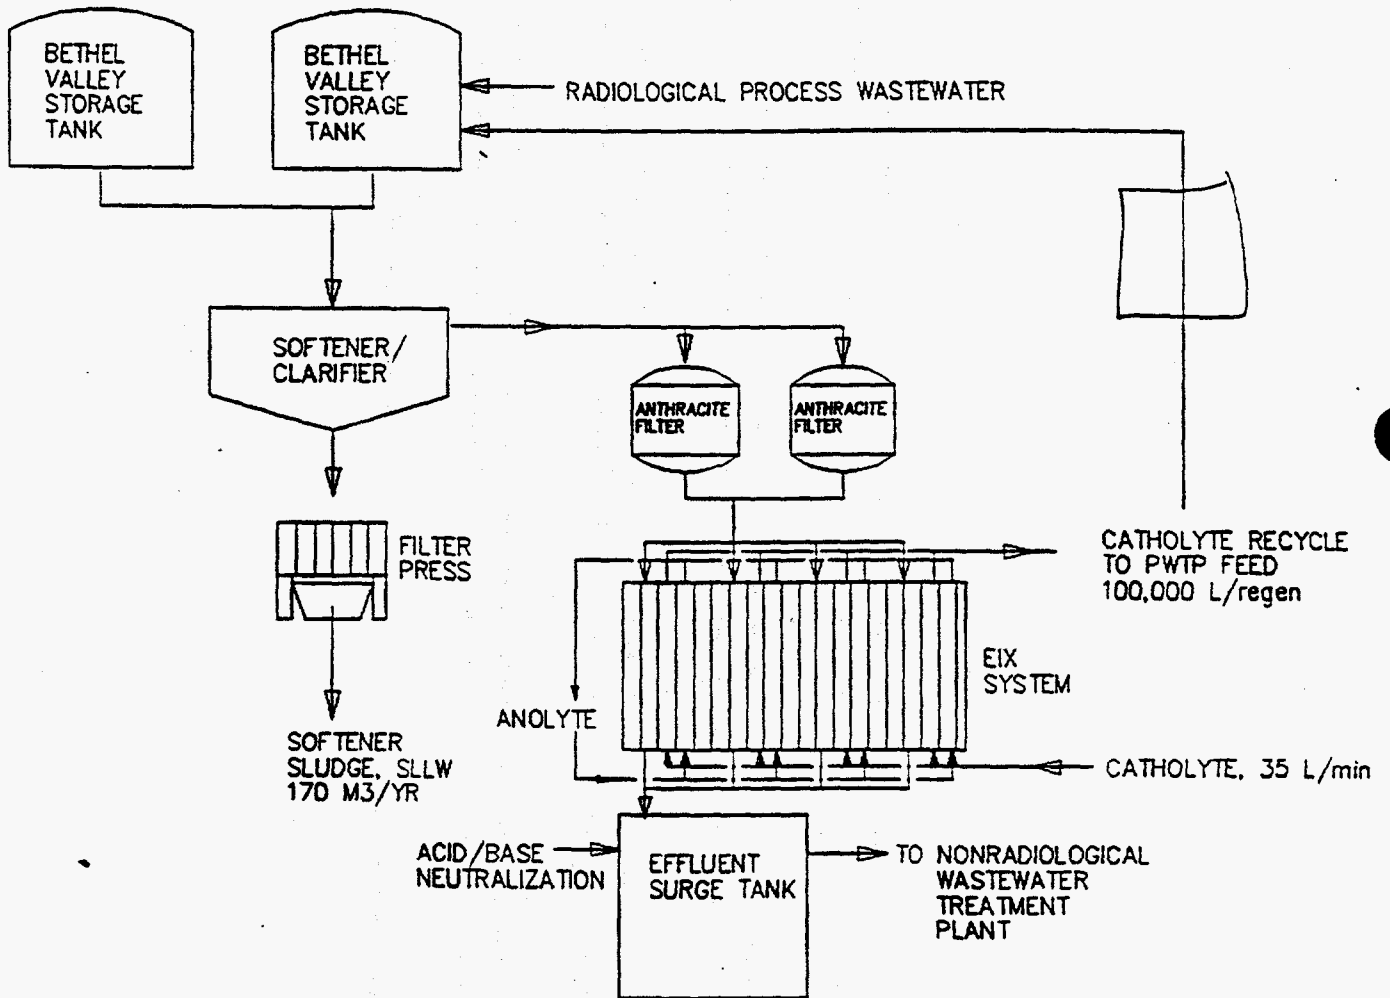 BETHEL
VALLEY
STORAGE
TANK
BETHEL
VALLEY
STORAGE
TANK
RADIOLOGICAL PROCESS WASTEWATER
SOFTENER/
CLARIFIER
ANTHRACITE
FILTER
ANTHRACITE
FILTER
FILTER
PRESS
CATHOLYTE RECYCLE
TO PWTP FEED
100,000 L/regen
EIX
SYSTEM
ANOLYTE
SOFTENER
SLUDGE, SLLW
170 M3/YR
CATHOLYTE, 35 L/min
ACID/BASE
NEUTRALIZATION
EFFLUENT
SURGE TANK
TO NONRADIOLOGICAL
WASTEWATER
TREATMENT
PLANT